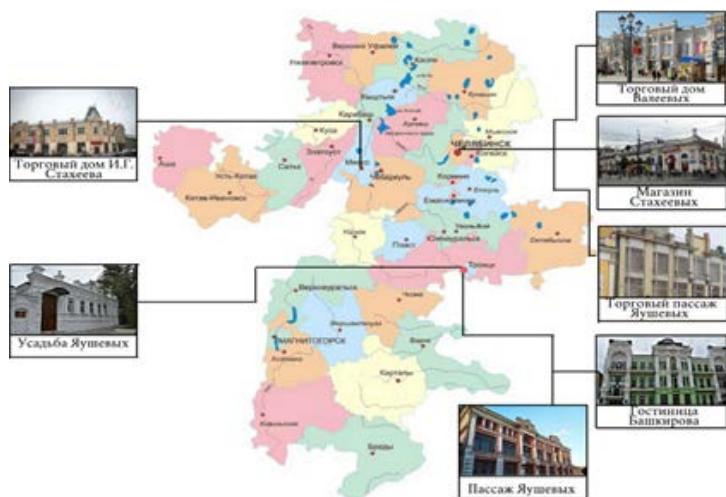 Верхний Уфалей
Нязепетровск
Касли
Кыштым
Кунашак
Карабаш
Аргаяш
Куса
Миасское
Златоуст
ЧЕЛЯБИНСК
Копейск
Миасс
Аша
Сатка
Усть-Катав
Чебаркуль
Катав-Ивановск
Коркино
Еткуль
Еманжелинск
Увельский
Южноуральск
Октябрьское
Пласт
Троицк
Верхнеуральск
Чесма
Фершампенуаз
МАГНИТОГОРСК
Варна
Агаповка
Карталы
Кизильское
Бреды
Торговый дом И.Г.
Стахеева
Усадьба Яушевых
Торговый дом
Валеевых
Магазин
Стахеевых
Торговый пассаж
Яушевых
Гостиница
Башкирова
Пассаж Яушевых